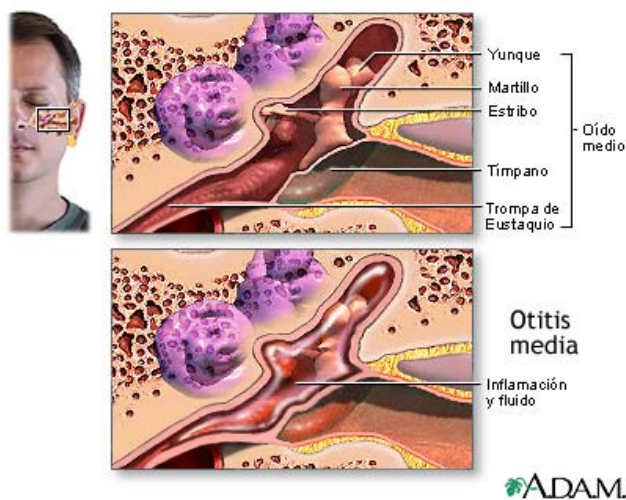 Yunque
Martillo
Estribo
Oído
medio
Tímpano
Trompa de
Eustaquio
Otitis
media
Inflamación
y fluido
A.D.A.M.